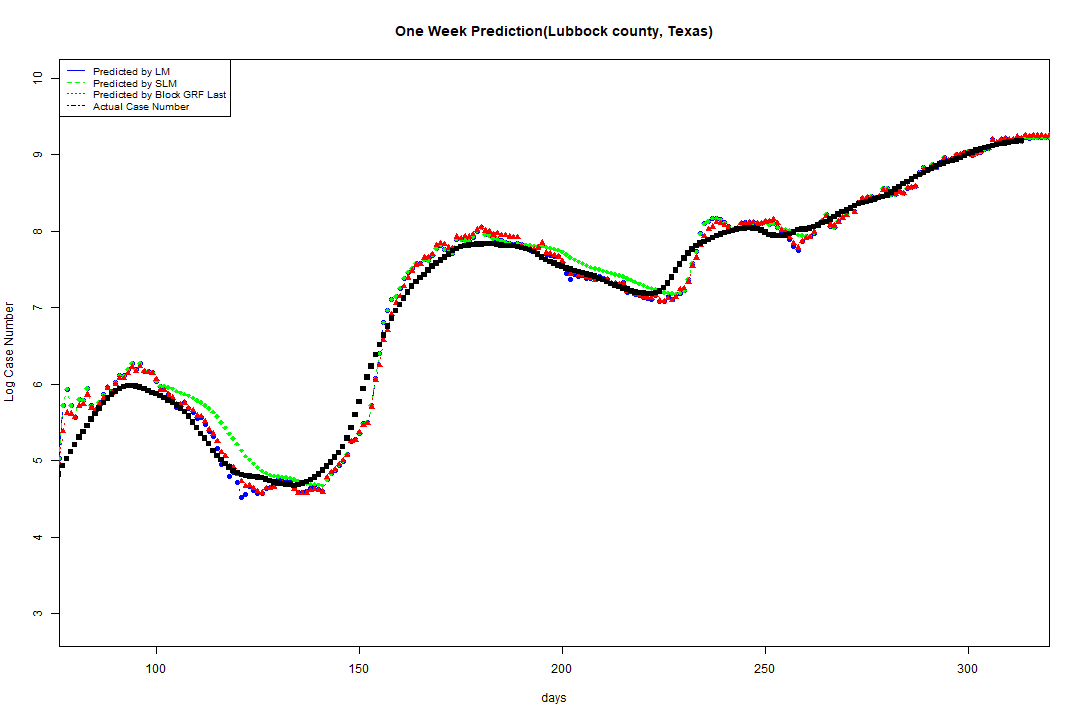 One Week Prediction(Lubbock county, Texas)
Predicted by LM
Predicted by SLM
Predicted by Block GRF Last
Actual Case Number
10
9
8
7
6
5
4
3
Log Case Number
100 150 200 250 300
days